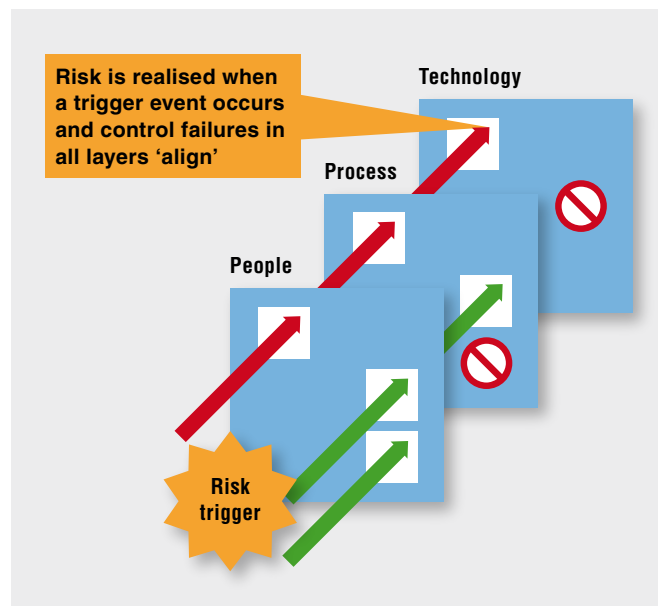 Risk is realised when
a trigger event occurs
and control failures in
all layers ‘align’
Technology
Process
People
Risk
trigger